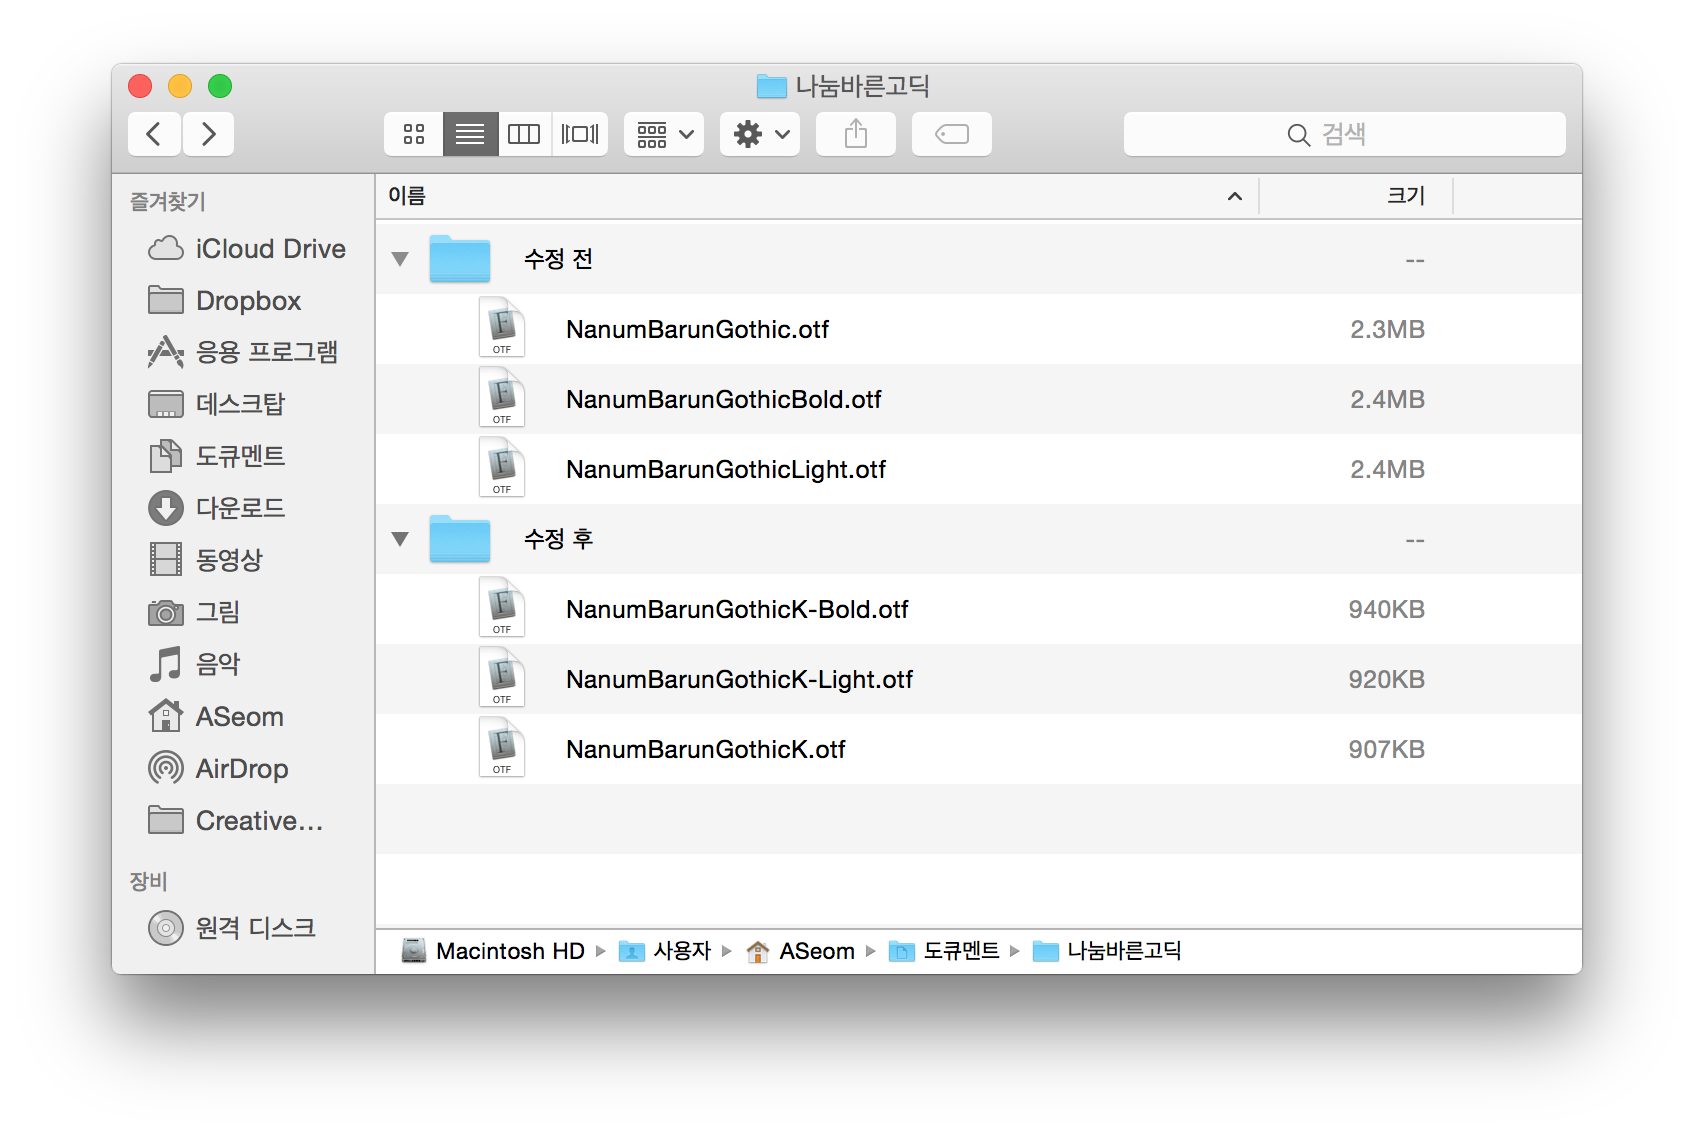 나눔바른고딕
검색
즐겨찾기
iCloud Drive
Dropbox
응용 프로그램
데스크탑
도큐멘트
다운로드
동영상
그림
음악
ASeom
AirDrop
Creative…
장비
원격 디스크
이름 크기
수정 전 --
OTF NanumBarunGothic.otf 2.3MB
OTF NanumBarunGothicBold.otf 2.4MB
OTF NanumBarunGothicLight.otf 2.4MB
수정 후 --
OTF NanumBarunGothicK-Bold.otf 940KB
OTF NanumBarunGothicK-Light.otf 920KB
OTF NanumBarunGothicK.otf 907KB
Macintosh HD 사용자 ASeom 도큐멘트 나눔바른고딕